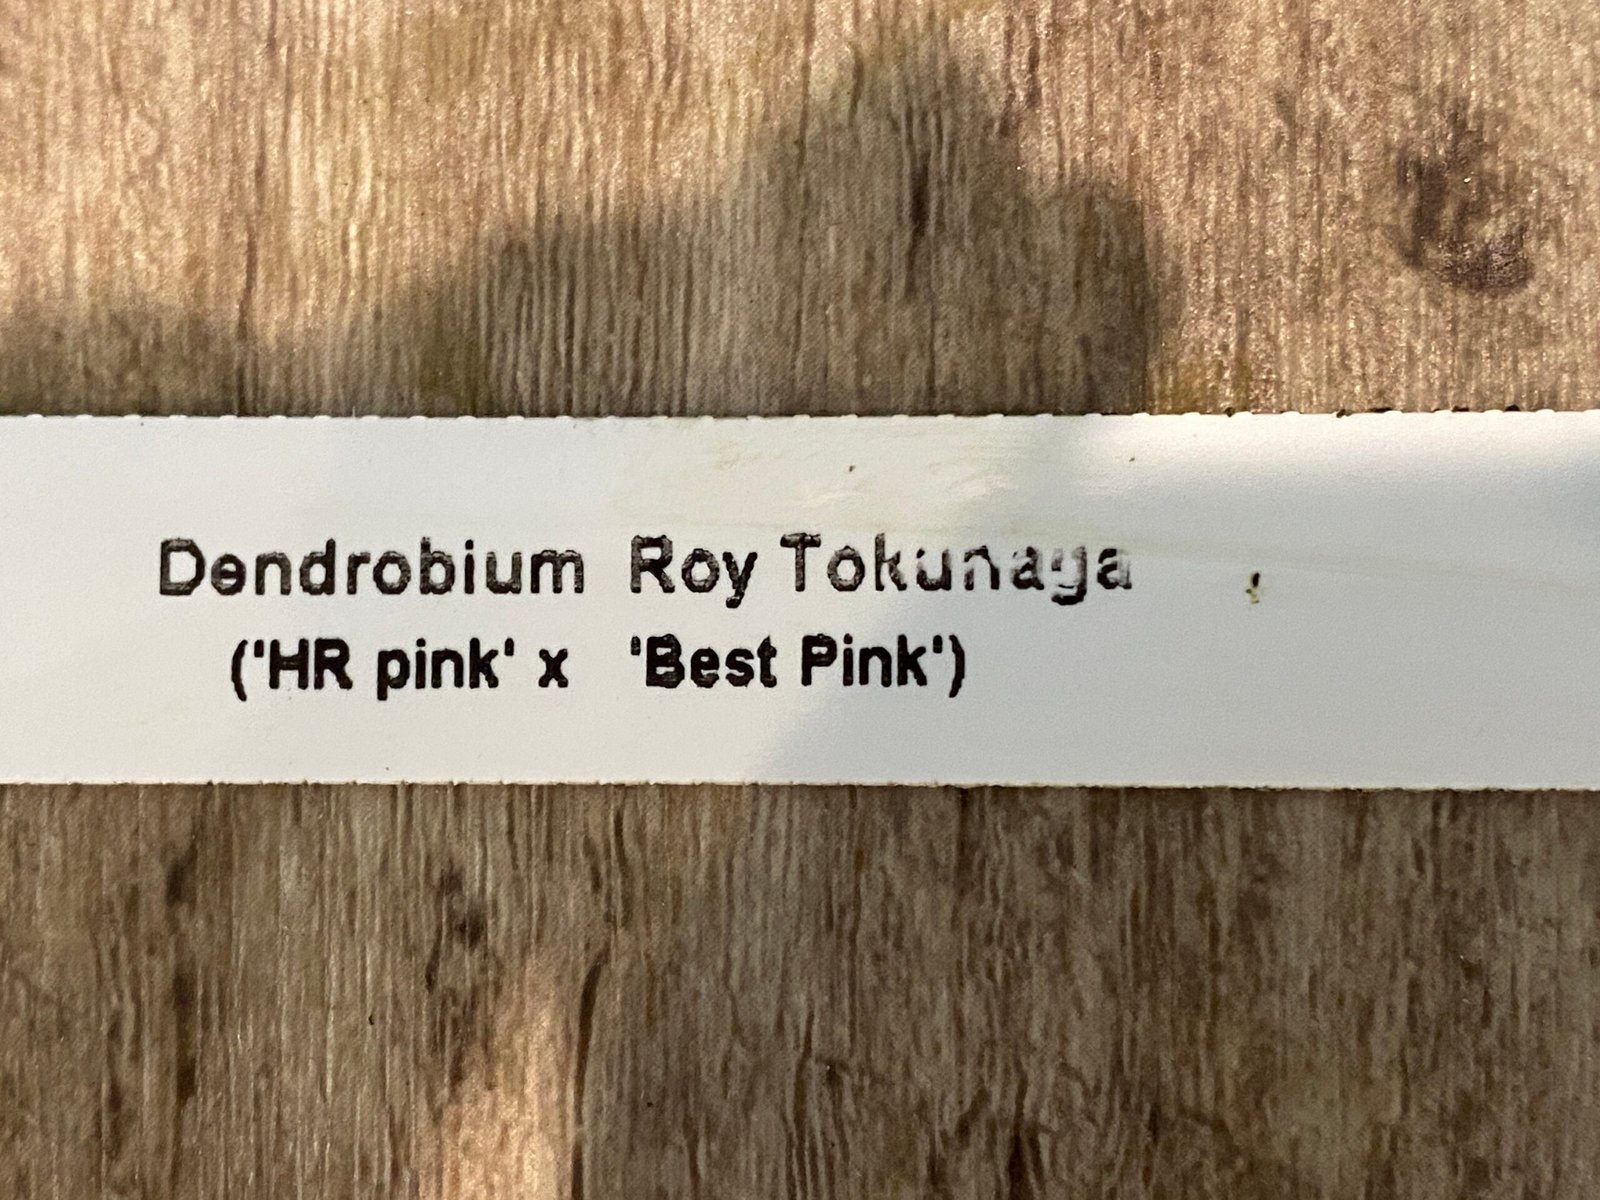 Dendrobium Roy Tokunaga
('HR pink' x 'Best Pink')